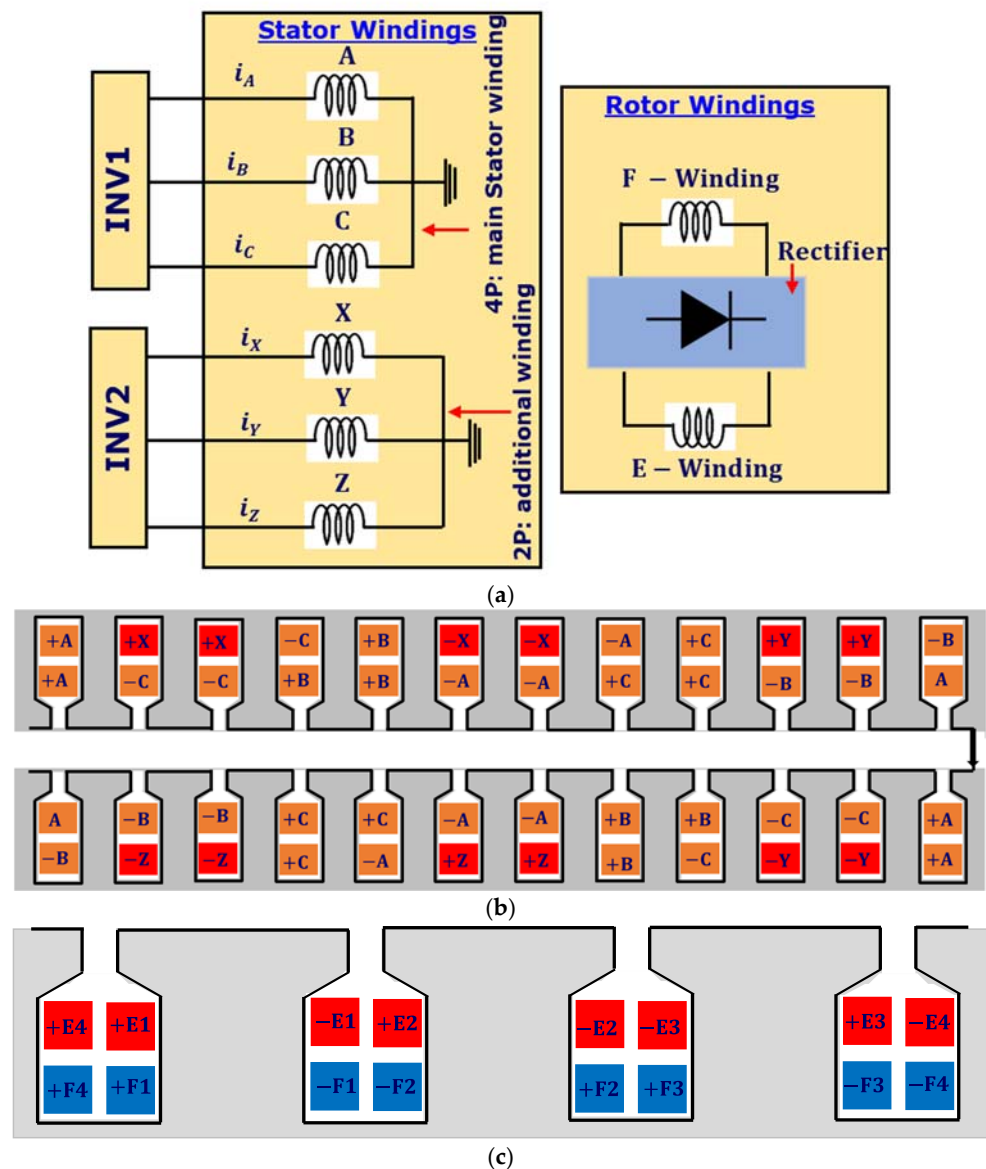 Stator Windings
A
i_A
B
i_B
C
i_C
INV1
4P: main Stator winding
X
i_X
Y
i_Y
Z
i_Z
INV2
2P: additional winding
Rotor Windings
F – Winding
Rectifier
E – Winding
(a)
+A +X +X −C +B −X −X −A +C +Y +Y −B
+A −C −C +B +B −A −A +C +C −B −B A
A −B −B +C +C −A −A +B +B −C −C +A
−B −Z −Z +C −A +Z +Z +B −C −Y −Y +A
(b)
+E4 +E1 −E1 +E2 −E2 −E3 +E3 −E4
+F4 +F1 −F1 −F2 +F2 +F3 −F3 −F4
(c)